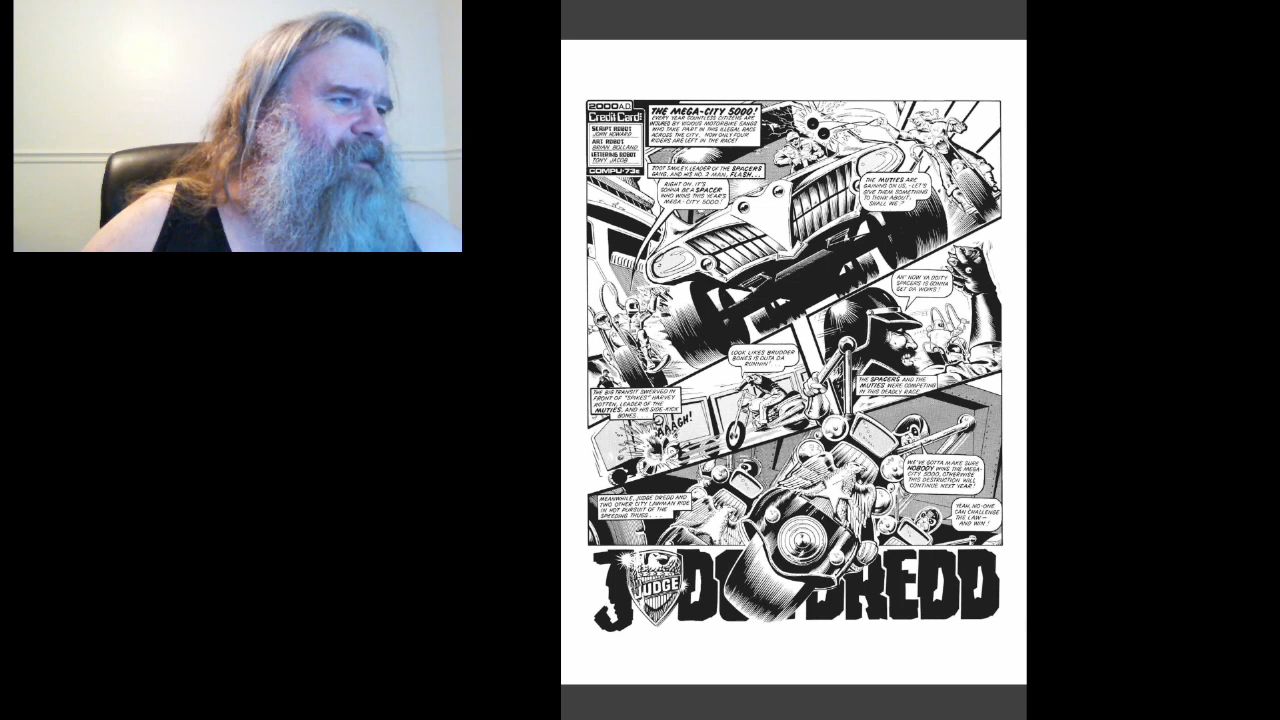 2000 A.D.
Credit Card:
SCRIPT ROBOT
JOHN HOWARD
ART ROBOT
BRIAN BOLLAND
LETTERING ROBOT
TONY JACOB
COMPU·73E
THE MEGA-CITY 5000!
EVERY YEAR COUNTLESS CITIZENS ARE
INJURED BY VICIOUS MOTORBIKE GANGS
WHO TAKE PART IN THIS ILLEGAL RACE
ACROSS THE CITY. NOW ONLY FOUR
RIDERS ARE LEFT IN THE RACE!
ZOOT SMILEY, LEADER OF THE SPACERS
GANG, AND HIS NO. 2 MAN, FLASH...
RIGHT ON, IT'S
GONNA BE A SPACER
WHO WINS THIS YEAR'S
MEGA-CITY 5000!
THE MUTIES ARE
GAINING ON US,-LET'S
GIVE THEM SOMETHING
TO THINK ABOUT,
SHALL WE?
AH' NOW YA DOITY
SPACERS IS GONNA
GET DA WOIKS!
LOOK LIKES BRUDDER
BONES IS OUTA DA
RUNNIN'!
THE SPACERS AND THE
MUTIES WERE COMPETING
IN THIS DEADLY RACE.
THE BIG TRANSIT SWERVED IN
FRONT OF "SPIKES" HARVEY
ROTTEN, LEADER OF THE
MUTIES, AND HIS SIDE-KICK
BONES
AAAGH!
WE'VE GOTTA MAKE SURE
NOBODY WINS THE MEGA-
CITY 5000, OTHERWISE
THIS DESTRUCTION WILL
CONTINUE NEXT YEAR!
MEANWHILE, JUDGE DREDD AND
TWO OTHER CITY LAWMAN RIDE
IN HOT PURSUIT OF THE
SPEEDING THUGS....
YEAH, NO-ONE
CAN CHALLENGE
THE LAW—
AND WIN!
JUDGE DREDD
JUDGE